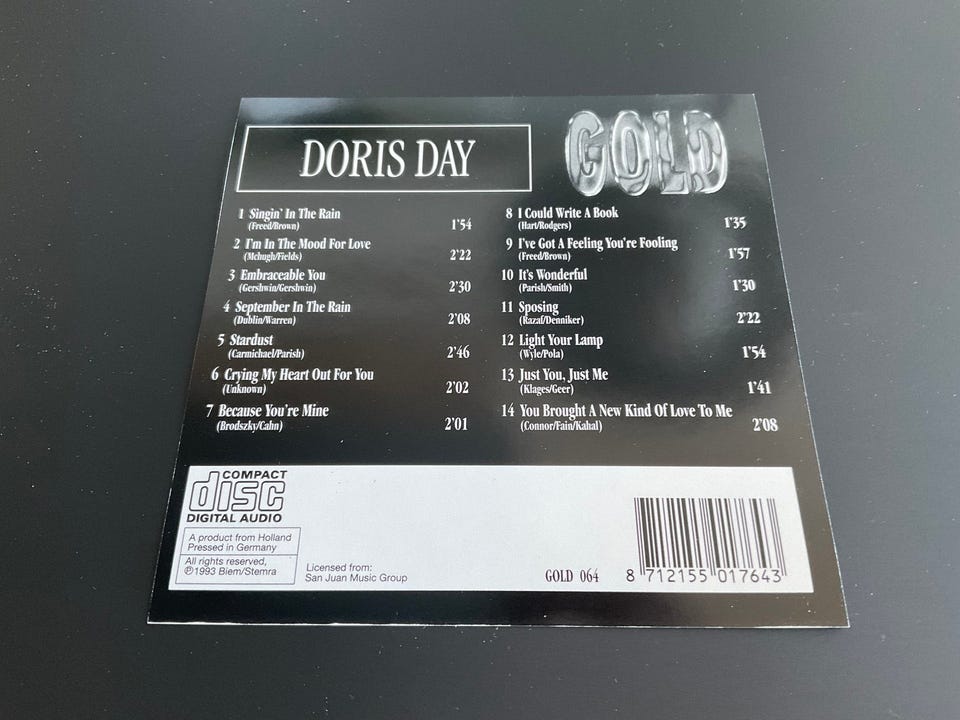 DORIS DAY
GOLD
1 Singin' In The Rain
(Freed/Brown) 1'54
2 I'm In The Mood For Love
(Mchugh/Fields) 2'22
3 Embraceable You
(Gershwin/Gershwin) 2'30
4 September In The Rain
(Dublin/Warren) 2'08
5 Stardust
(Carmichael/Parish) 2'46
6 Crying My Heart Out For You
(Unknown) 2'02
7 Because You're Mine
(Brodszky/Cahn) 2'01
8 I Could Write A Book
(Hart/Rodgers) 1'35
9 I've Got A Feeling You're Fooling
(Freed/Brown) 1'57
10 It's Wonderful
(Parish/Smith) 1'30
11 Sposing
(Razaf/Denniker) 2'22
12 Light Your Lamp
(Wyle/Pola) 1'54
13 Just You, Just Me
(Klages/Geer) 1'41
14 You Brought A New Kind Of Love To Me
(Connor/Fain/Kahal) 2'08
COMPACT
disc
DIGITAL AUDIO
A product from Holland
Pressed in Germany
All rights reserved,
℗1993 Biem/Stemra
Licensed from:
San Juan Music Group
GOLD 064
8 712155 017643